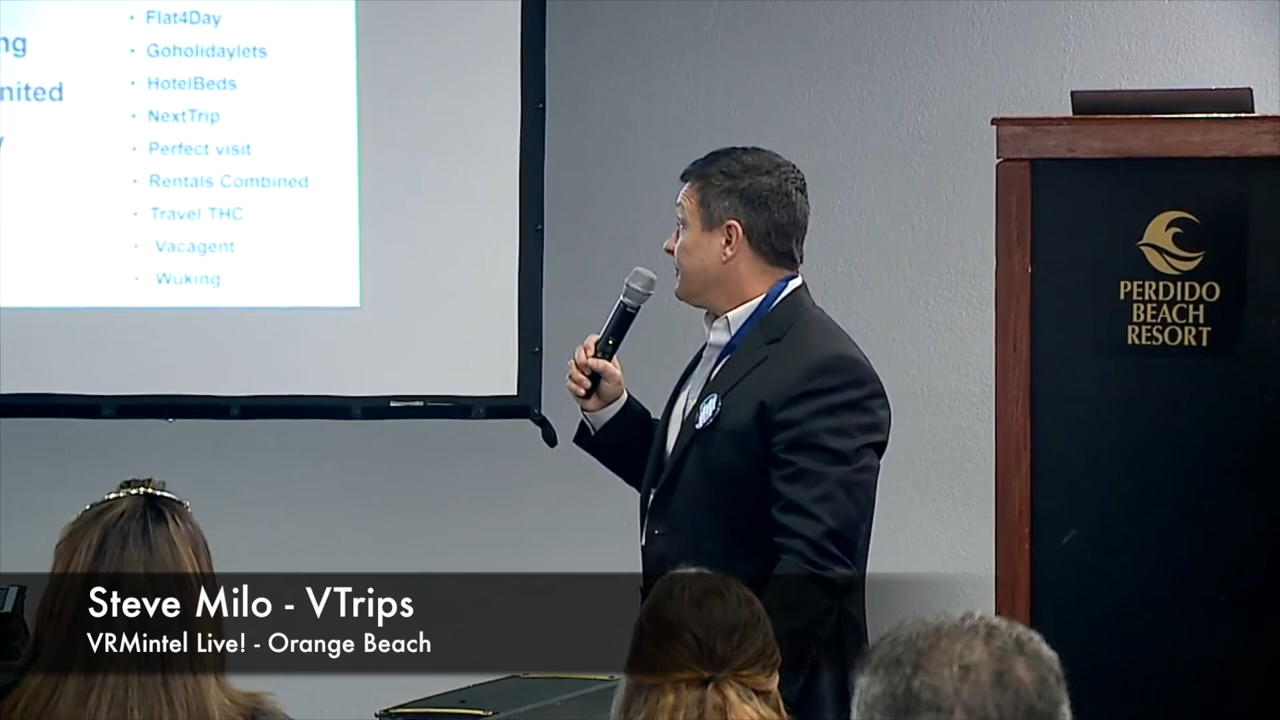 ng
nited
Flat4Day
Goholidaylets
HotelBeds
NextTrip
Perfect visit
Rentals Combined
Travel THC
Vacagent
Wuking
PERDIDO
BEACH
RESORT
Steve Milo - VTrips
VRMintel Live! - Orange Beach